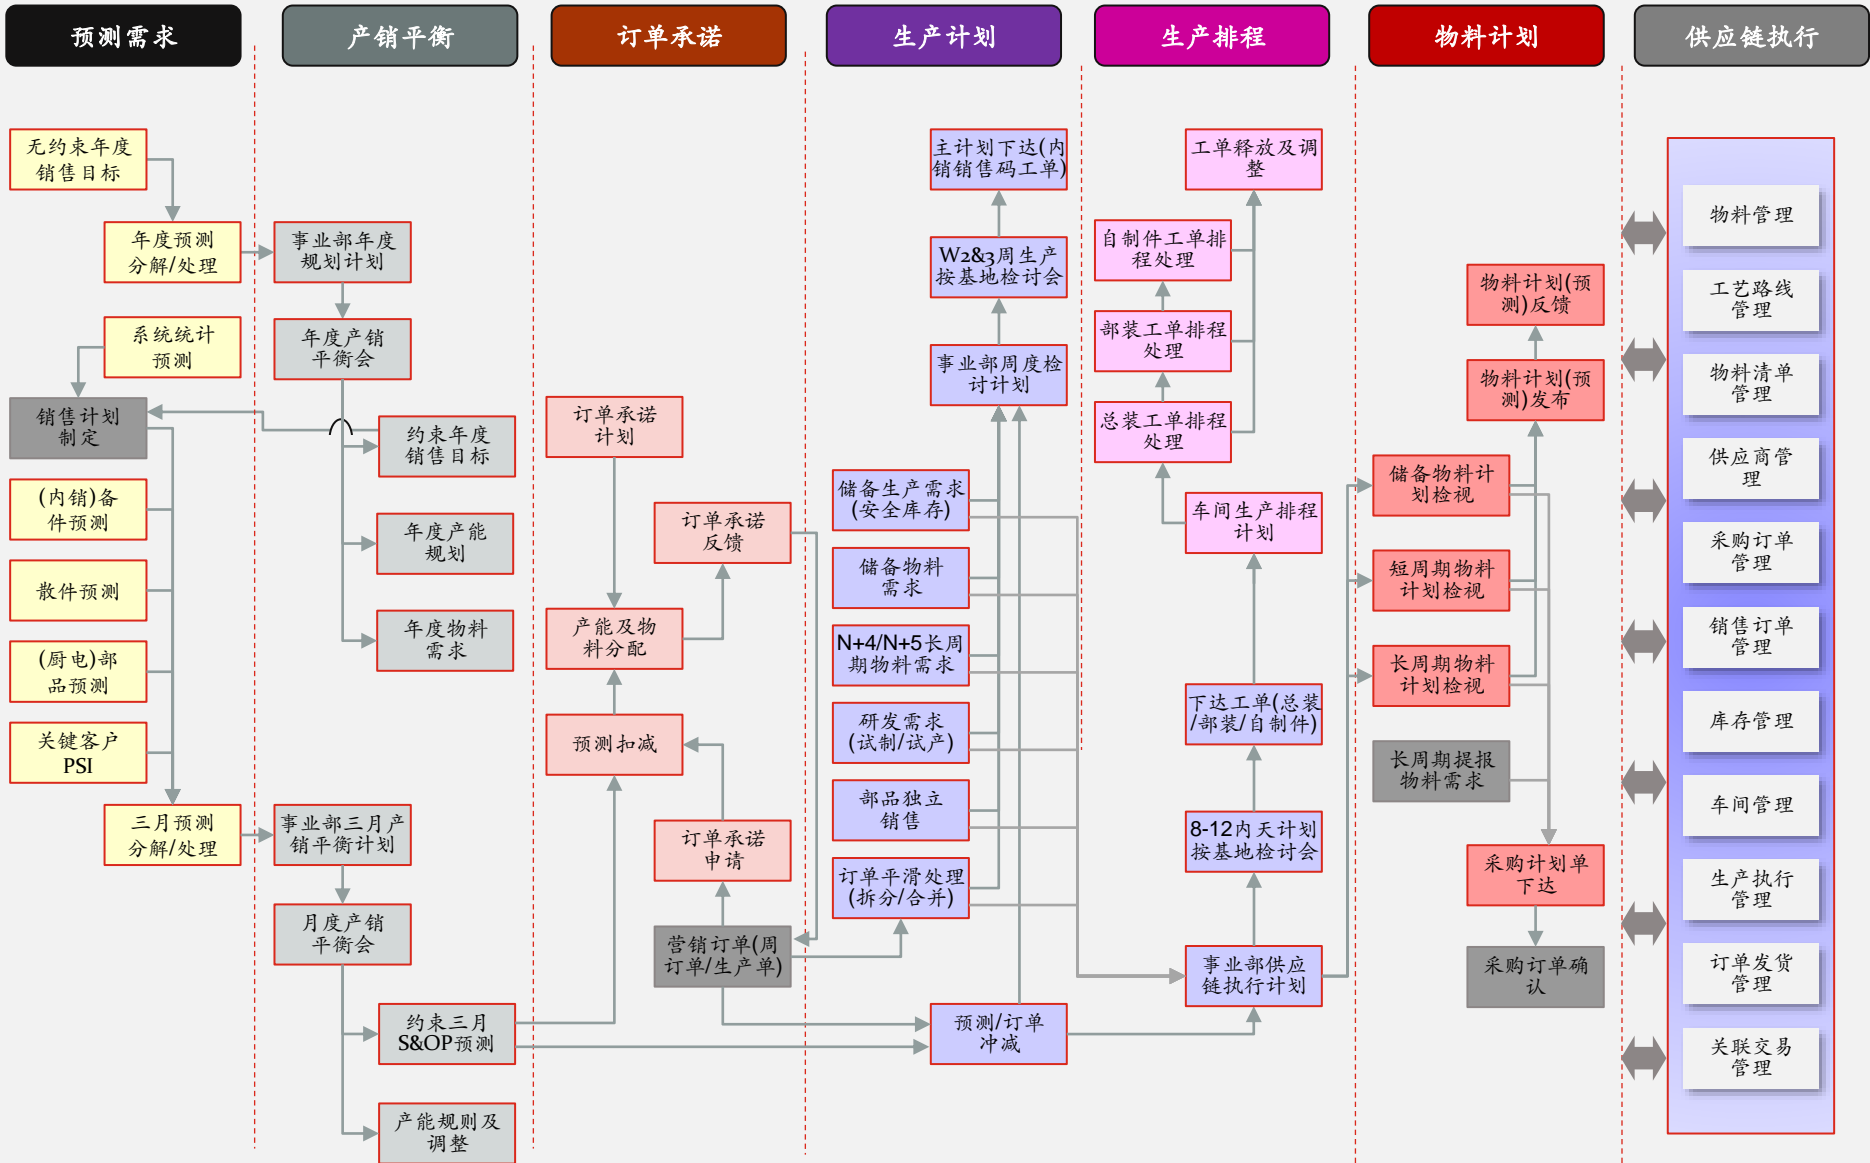 预测需求
产销平衡
订单承诺
生产计划
生产排程
物料计划
供应链执行
无约束年度
销售目标
年度预测
分解/处理
系统统计
预测
销售计划
制定
(内销)备
件预测
散件预测
(厨电)部
品预测
关键客户
PSI
三月预测
分解/处理
事业部年度
规划计划
年度产销
平衡会
约束年度
销售目标
年度产能
规划
年度物料
需求
事业部三月产
销平衡计划
月度产销
平衡会
约束三月
S&OP预测
产能规则及
调整
订单承诺
计划
订单承诺
反馈
产能及物
料分配
预测扣减
订单承诺
申请
营销订单(周
订单/生产单)
主计划下达(内
销销售码工单)
W2&3周生产
按基地检讨会
事业部周度检
讨计划
储备生产需求
(安全库存)
储备物料
需求
N+4/N+5长周
期物料需求
研发需求
(试制/试产)
部品独立
销售
订单平滑处理
(拆分/合并)
预测/订单
冲减
工单释放及调
整
自制件工单排
程处理
部装工单排程
处理
总装工单排程
处理
车间生产排程
计划
下达工单(总装
/部装/自制件)
8-12内天计划
按基地检讨会
事业部供应
链执行计划
物料计划(预
测)反馈
物料计划(预
测)发布
储备物料计
划检视
短周期物料
计划检视
长周期物料
计划检视
长周期提报
物料需求
采购计划单
下达
采购订单确
认
物料管理
工艺路线
管理
物料清单
管理
供应商管
理
采购订单
管理
销售订单
管理
库存管理
车间管理
生产执行
管理
订单发货
管理
关联交易
管理